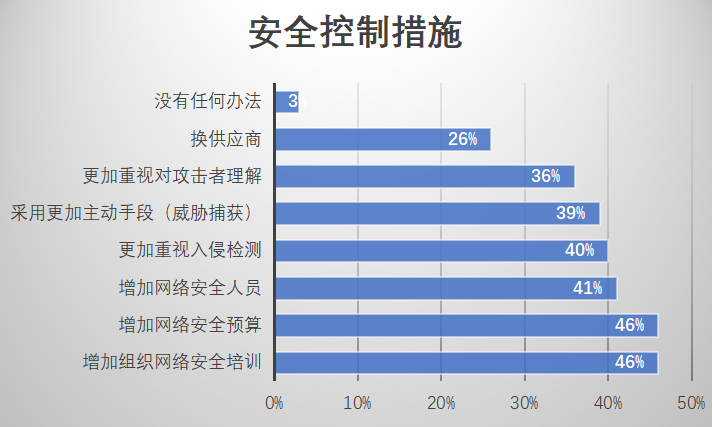 安全控制措施
没有任何办法
3
换供应商
26%
更加重视对攻击者理解
36%
采用更加主动手段（威胁捕获）
39%
更加重视入侵检测
40%
增加网络安全人员
41%
增加网络安全预算
46%
增加组织网络安全培训
46%
0% 10% 20% 30% 40% 50%